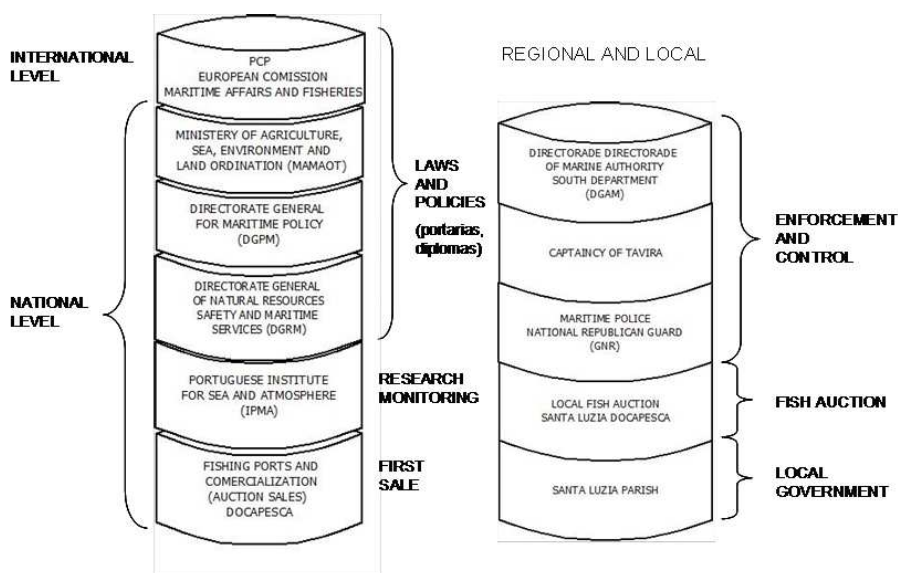 INTERNATIONAL
LEVEL
PCP
EUROPEAN COMISSION
MARITIME AFFAIRS AND FISHERIES
NATIONAL
LEVEL
MINISTRY OF AGRICULTURE,
SEA, ENVIRONMENT AND
LAND ORDINATION (MAMAOT)
DIRECTORATE GENERAL
FOR MARITIME POLICY
(DGPM)
DIRECTORATE GENERAL
OF NATURAL RESOURCES
SAFETY AND MARITIME
SERVICES (DGRM)
PORTUGUESE INSTITUTE
FOR SEA AND ATMOSPHERE
(IPMA)
FISHING PORTS AND
COMERCIALIZATION
(AUCTION SALES)
DOCAPESCA
LAWS
AND
POLICIES
(portarias,
diplomas)
RESEARCH
MONITORING
FIRST
SALE
REGIONAL AND LOCAL
DIRECTORADE DIRECTORADE
OF MARINE AUTHORITY
SOUTH DEPARTMENT
(DGAM)
CAPTAINCY OF TAVIRA
MARITIME POLICE
NATIONAL REPUBLICAN GUARD
(GNR)
LOCAL FISH AUCTION
SANTA LUZIA DOCAPESCA
SANTA LUZIA PARISH
ENFORCEMENT
AND
CONTROL
FISH AUCTION
LOCAL
GOVERNMENT